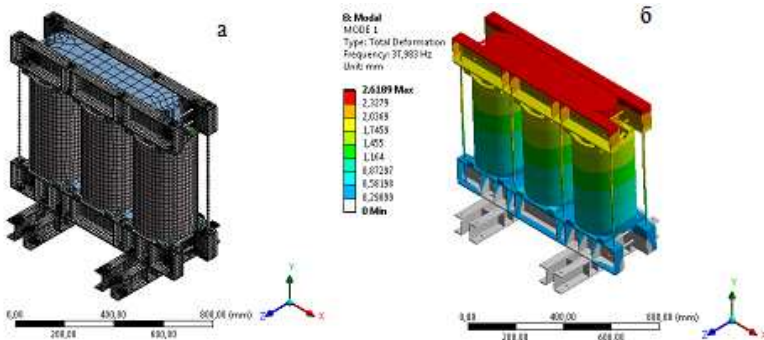 а
б
B: Modal
MODE 1
Type: Total Deformation
Frequency: 37,983 Hz
Unit: mm
2,6189 Max
2,3279
2,0369
1,7459
1,455
1,164
0,87297
0,58198
0,29099
0 Min
Y
Z
X
0,00
400,00
800,00 (mm)
200,00
600,00
Y
Z
X
0,00
400,00
800,00 (mm)
200,00
600,00